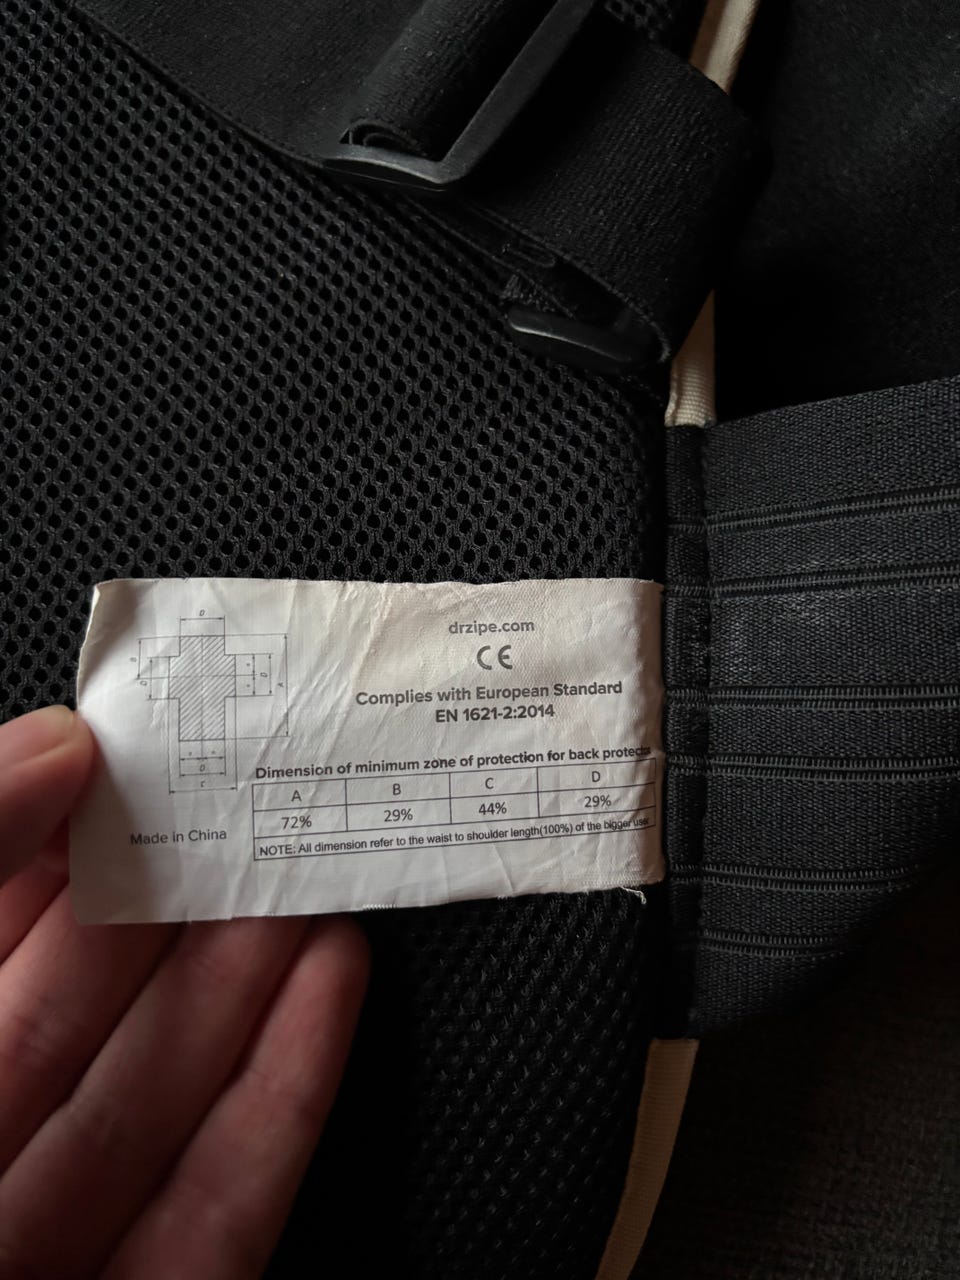 D
B
D
D
A
D
C
Made in China
drzipe.com
CE
Complies with European Standard
EN 1621-2:2014
Dimension of minimum zone of protection for back protector
A B C D
72% 29% 44% 29%
NOTE: All dimension refer to the waist to shoulder length(100%) of the bigger user